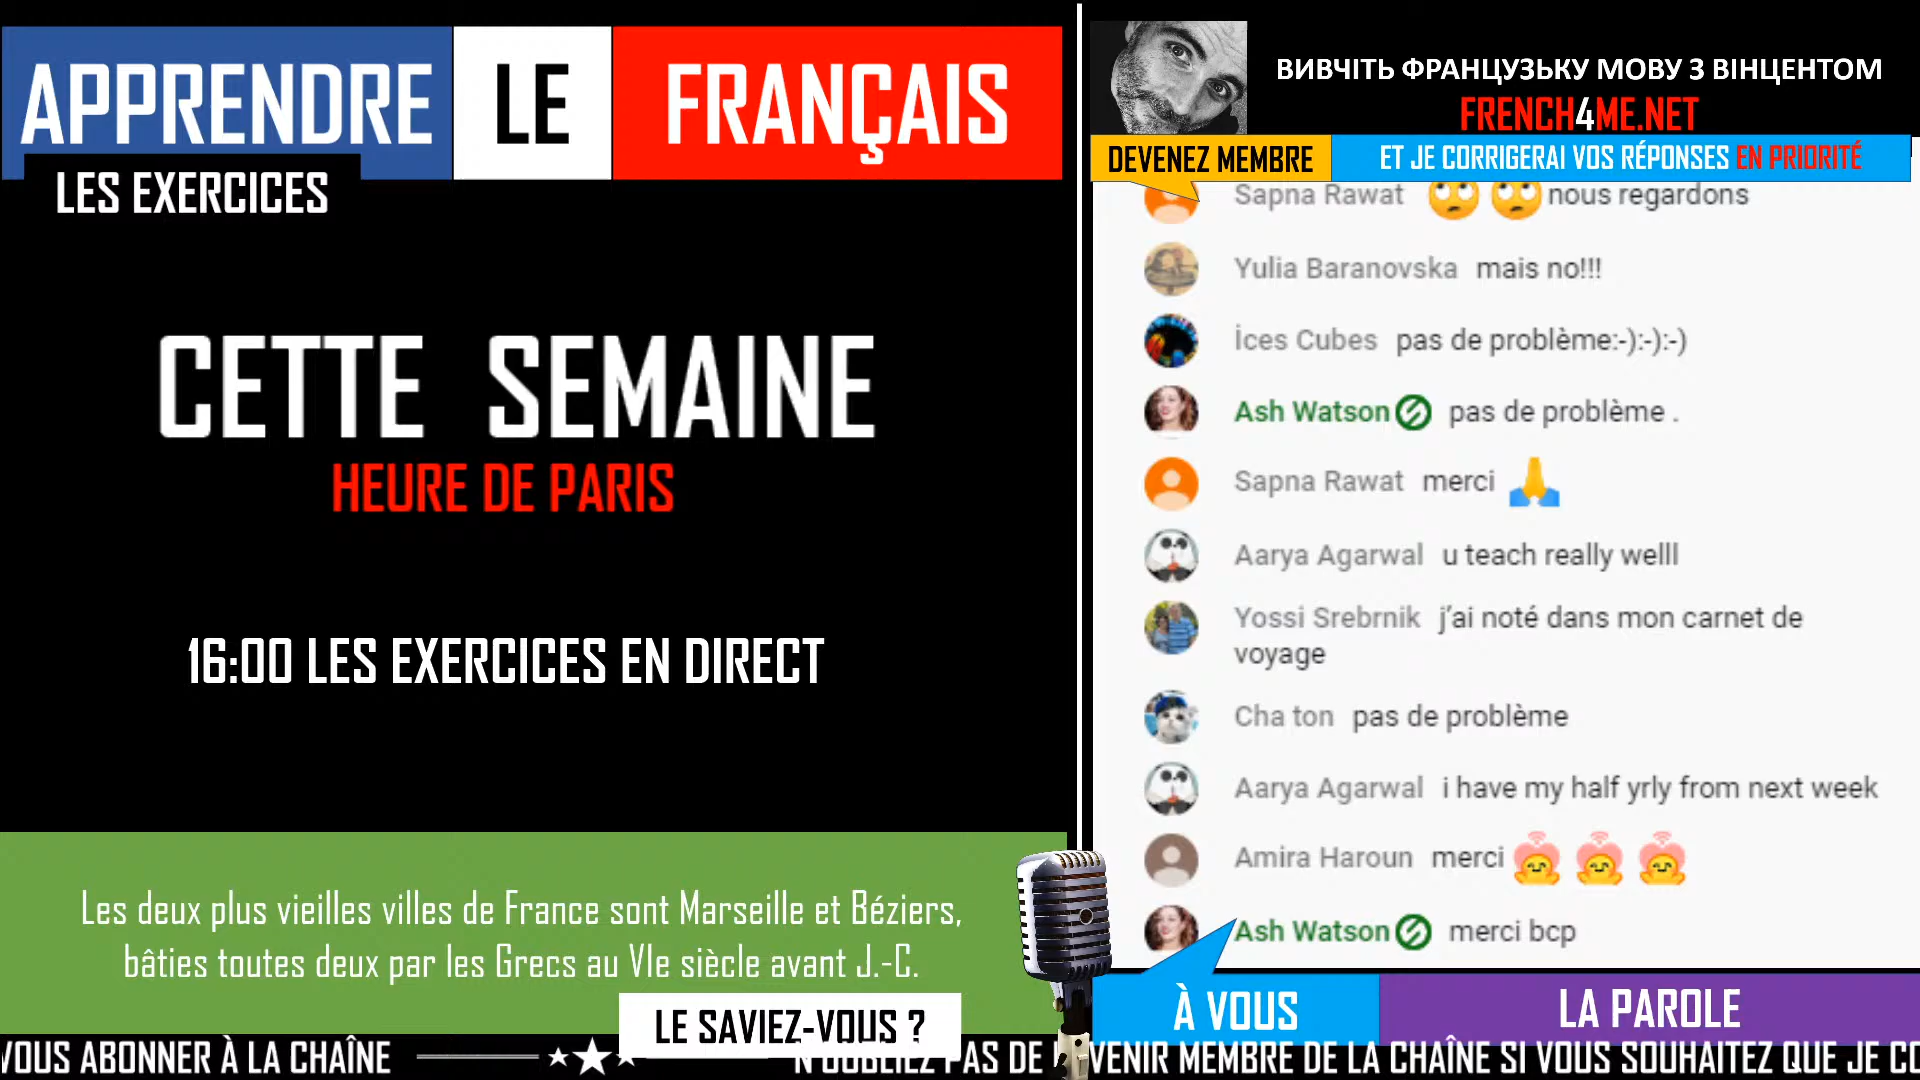 APPRENDRE LE FRANÇAIS
LES EXERCICES
CETTE SEMAINE
HEURE DE PARIS
16:00 LES EXERCICES EN DIRECT
Les deux plus vieilles villes de France sont Marseille et Béziers,
bâties toutes deux par les Grecs au VIe siècle avant J.-C.
LE SAVIEZ-VOUS ?
ВИВЧІТЬ ФРАНЦУЗЬКУ МОВУ З ВІНЦЕНТОМ
FRENCH4ME.NET
DEVENEZ MEMBRE ET JE CORRIGERAI VOS RÉPONSES EN PRIORITÉ
Sapna Rawat nous regardons
Yulia Baranovska mais no!!!
İces Cubes pas de problème:-):-):-)
Ash Watson pas de problème .
Sapna Rawat merci
Aarya Agarwal u teach really welll
Yossi Srebrnik j'ai noté dans mon carnet de
voyage
Cha ton pas de problème
Aarya Agarwal i have my half yrly from next week
Amira Haroun merci
Ash Watson merci bcp
À VOUS LA PAROLE
VOUS ABONNER À LA CHAÎNE N'OUBLIEZ PAS DE DEVENIR MEMBRE DE LA CHAÎNE SI VOUS SOUHAITEZ QUE JE CO